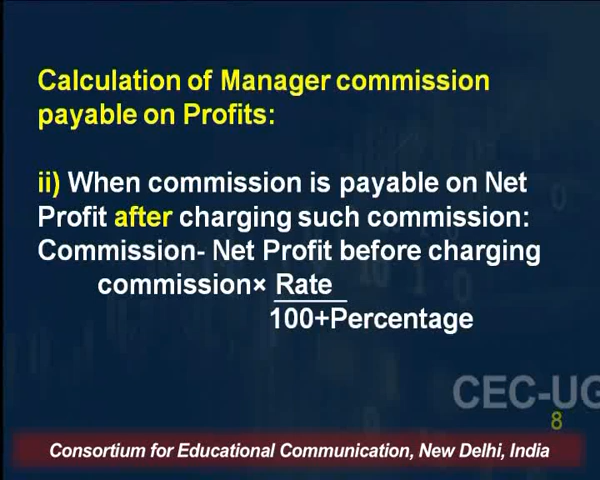 Calculation of Manager commission
payable on Profits:
ii) When commission is payable on Net
Profit after charging such commission:
Commission- Net Profit before charging
commission× Rate
100+Percentage
CEC-UG
8
Consortium for Educational Communication, New Delhi, India